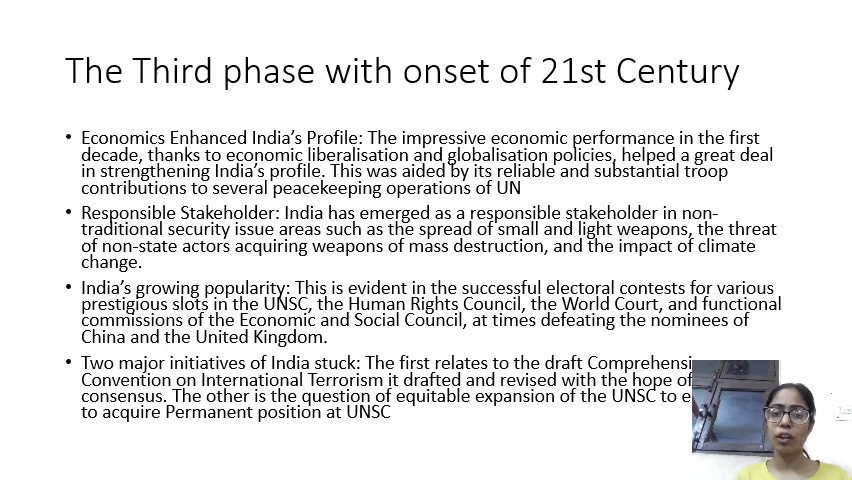 The Third phase with onset of 21st Century
• Economics Enhanced India's Profile: The impressive economic performance in the first
decade, thanks to economic liberalisation and globalisation policies, helped a great deal
in strengthening India's profile. This was aided by its reliable and substantial troop
contributions to several peacekeeping operations of UN
• Responsible Stakeholder: India has emerged as a responsible stakeholder in non-
traditional security issue areas such as the spread of small and light weapons, the threat
of non-state actors acquiring weapons of mass destruction, and the impact of climate
change.
• India's growing popularity: This is evident in the successful electoral contests for various
prestigious slots in the UNSC, the Human Rights Council, the World Court, and functional
commissions of the Economic and Social Council, at times defeating the nominees of
China and the United Kingdom.
• Two major initiatives of India stuck: The first relates to the draft
Convention on International Terrorism it drafted and revised with the hope of
consensus. The other is the question of equitable expansion of the UNSC to
to acquire Permanent position at UNSC